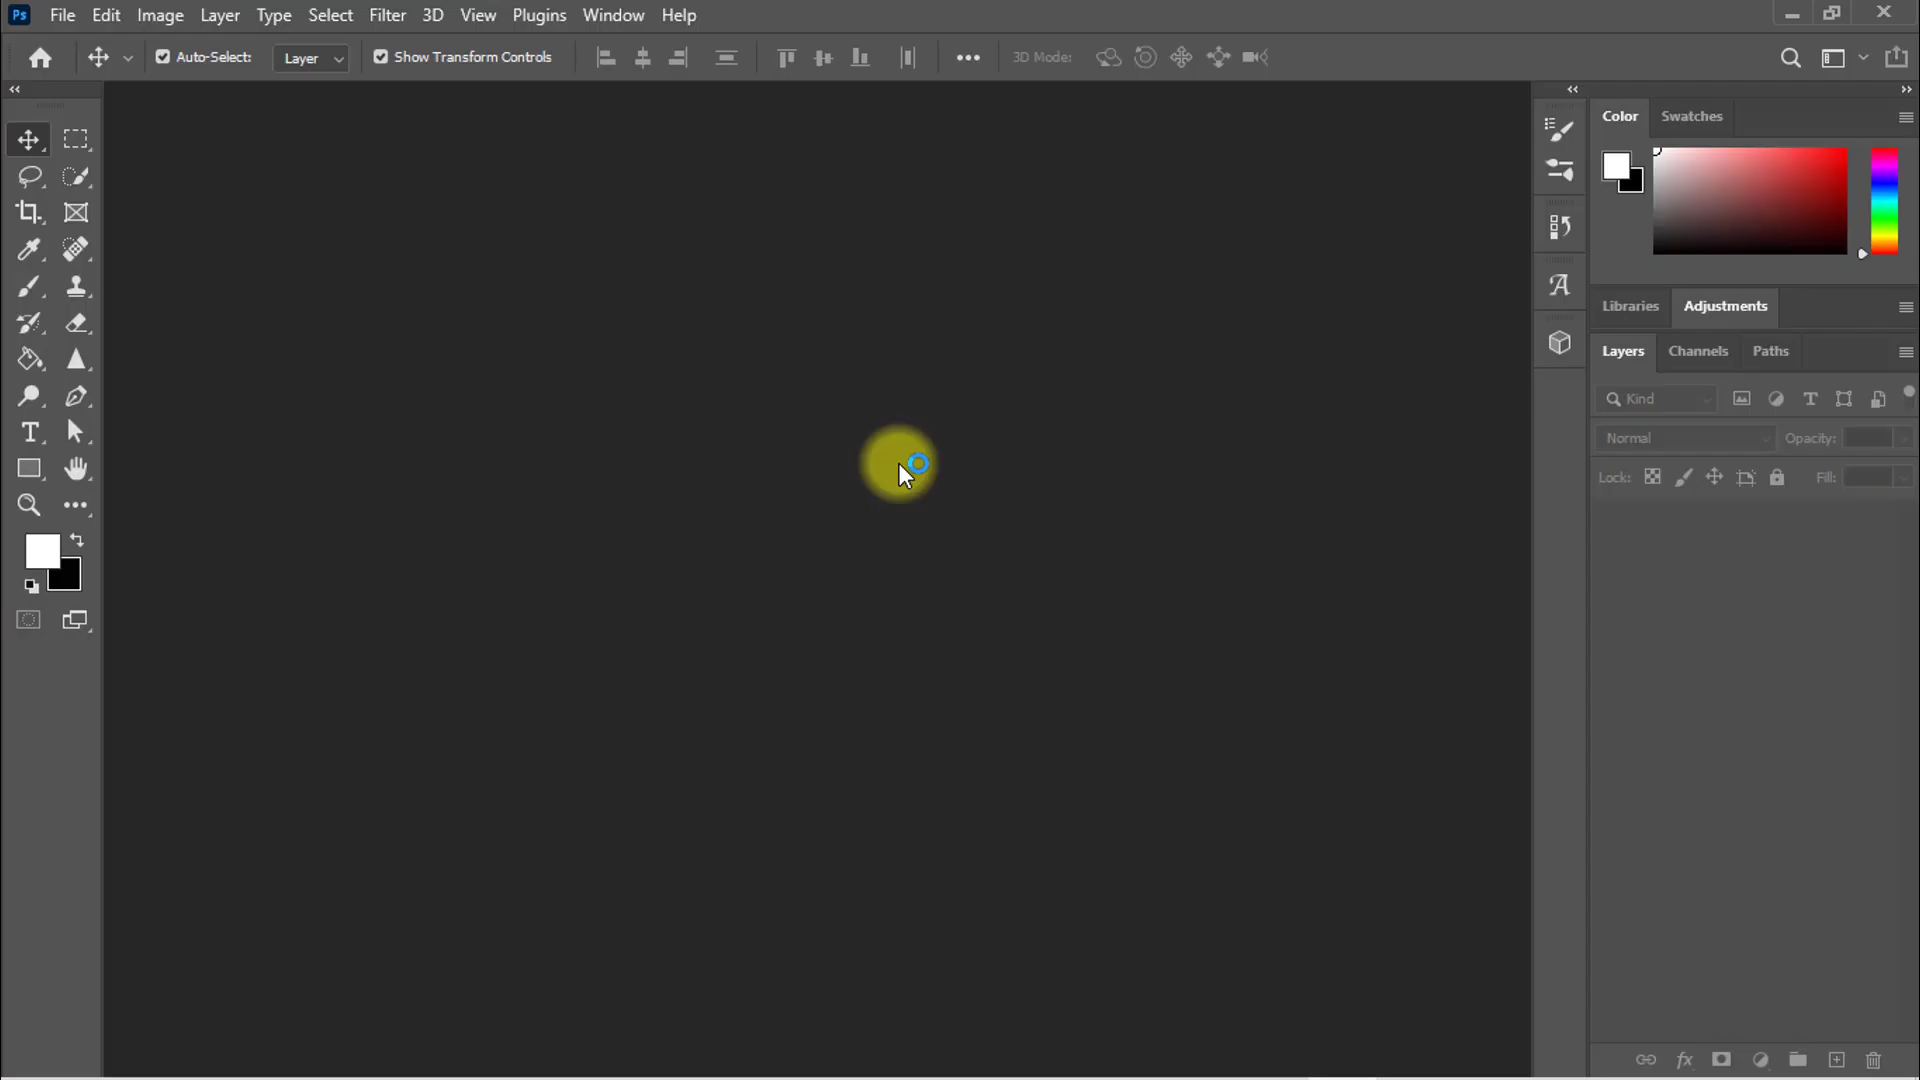 Ps File Edit Image Layer Type Select Filter 3D View Plugins Window Help
Auto-Select: Layer Show Transform Controls 3D Mode:
Color Swatches
Libraries Adjustments
Layers Channels Paths
Kind
Normal Opacity:
Lock: Fill: